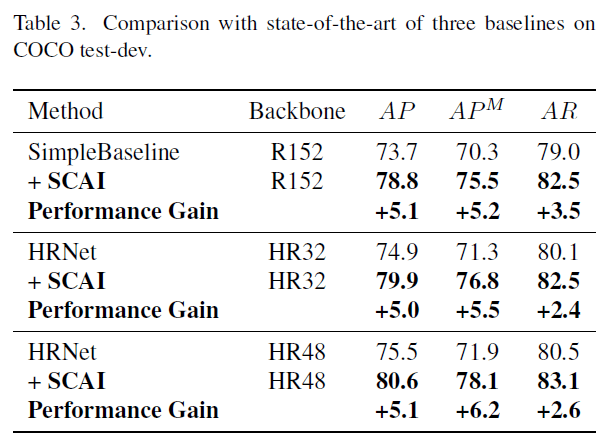 Table 3. Comparison with state-of-the-art of three baselines on
COCO test-dev.
Method Backbone AP AP^M AR
SimpleBaseline R152 73.7 70.3 79.0
+ SCAI R152 78.8 75.5 82.5
Performance Gain +5.1 +5.2 +3.5
HRNet HR32 74.9 71.3 80.1
+ SCAI HR32 79.9 76.8 82.5
Performance Gain +5.0 +5.5 +2.4
HRNet HR48 75.5 71.9 80.5
+ SCAI HR48 80.6 78.1 83.1
Performance Gain +5.1 +6.2 +2.6